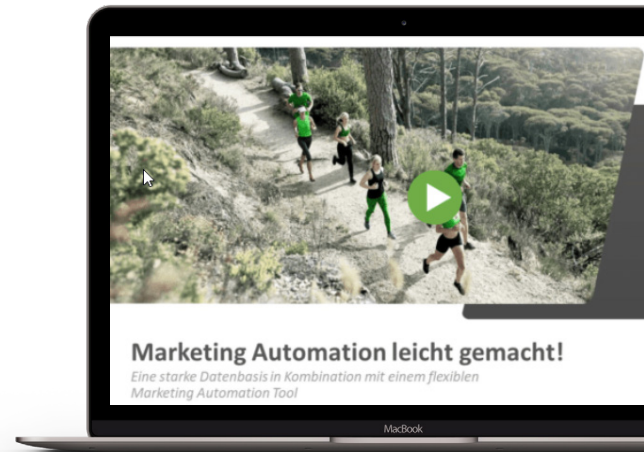 Marketing Automation leicht gemacht!
Eine starke Datenbasis in Kombination mit einem flexiblen
Marketing Automation Tool
MacBook